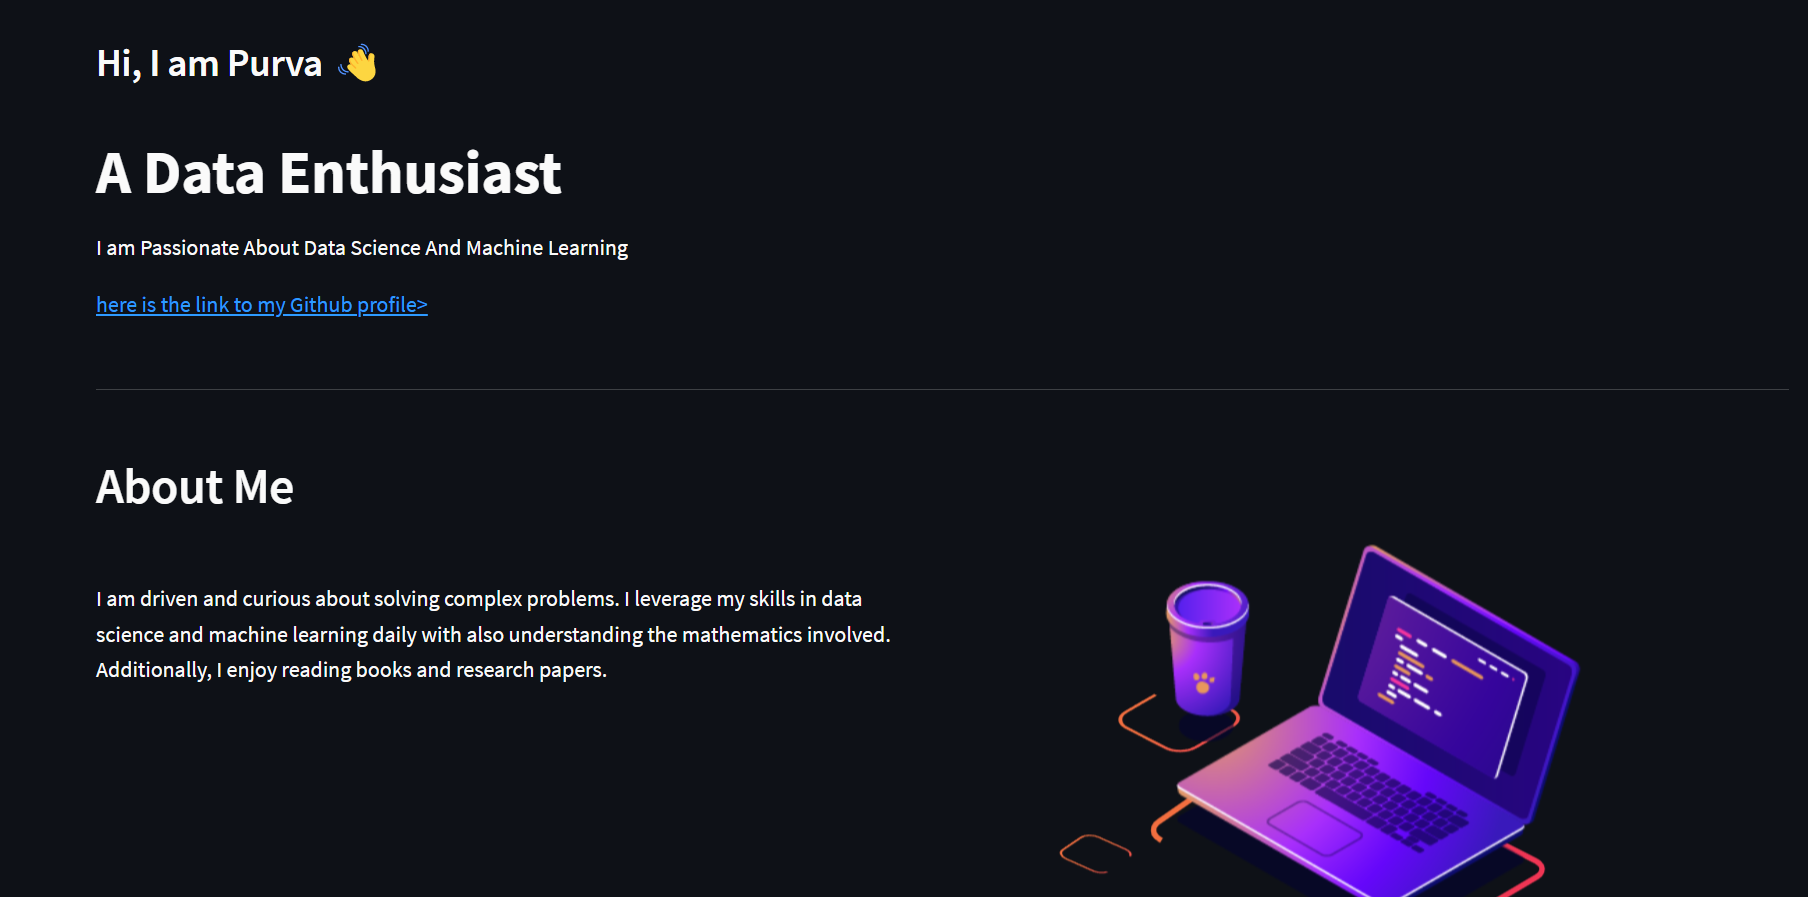 Hi, I am Purva 👋
A Data Enthusiast
I am Passionate About Data Science And Machine Learning
here is the link to my Github profile>
About Me
I am driven and curious about solving complex problems. I leverage my skills in data
science and machine learning daily with also understanding the mathematics involved.
Additionally, I enjoy reading books and research papers.